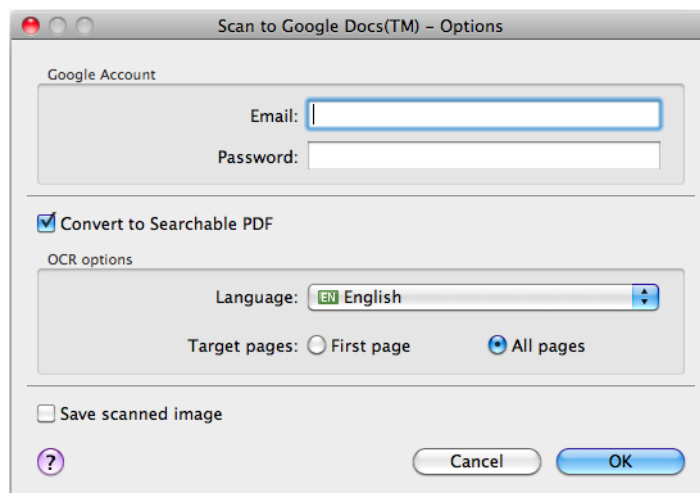 Scan to Google Docs(TM) – Options
Google Account
Email:
Password:
Convert to Searchable PDF
OCR options
Language: EN English
Target pages: First page All pages
Save scanned image
? Cancel OK